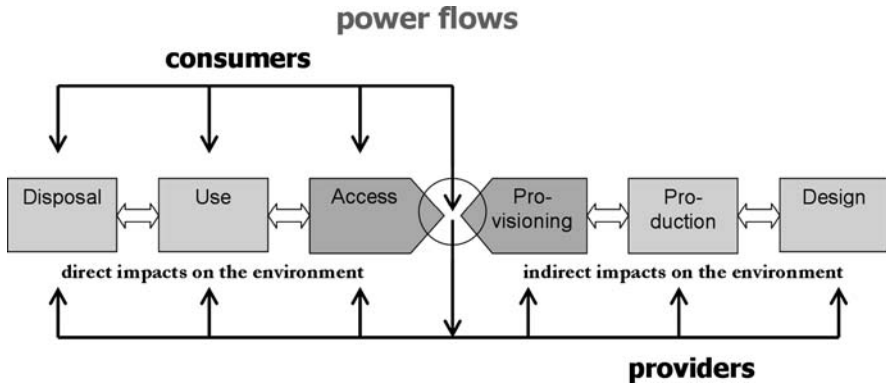 power flows
consumers
Disposal
Use
Access
Pro-
visioning
Pro-
duction
Design
direct impacts on the environment
indirect impacts on the environment
providers